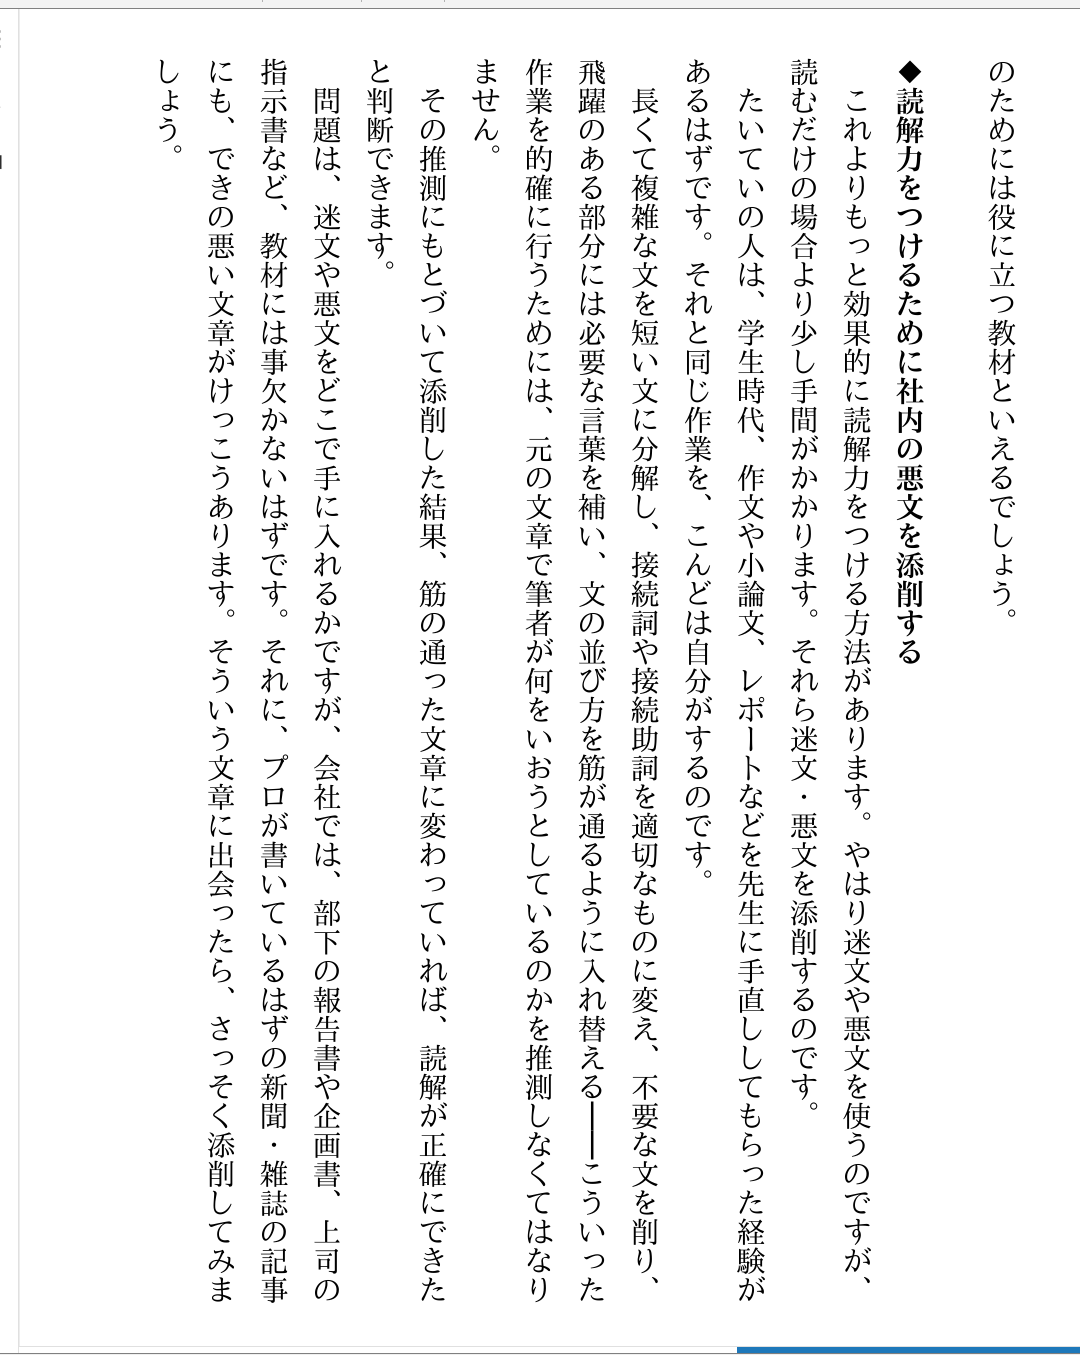 のためには役に立つ教材といえるでしょう。
◆読解力をつけるために社内の悪文を添削する
これよりもっと効果的に読解力をつける方法があります。やはり迷文や悪文を使うのですが、
読むだけの場合より少し手間がかかります。それら迷文・悪文を添削するのです。
たいていの人は、学生時代、作文や小論文、レポートなどを先生に手直ししてもらった経験が
あるはずです。それと同じ作業を、こんどは自分がするのです。
長くて複雑な文を短い文に分解し、接続詞や接続助詞を適切なものに変え、不要な文を削り、
飛躍のある部分には必要な言葉を補い、文の並び方を筋が通るように入れ替える――こういった
作業を的確に行うためには、元の文章で筆者が何をいおうとしているのかを推測しなくてはなり
ません。
その推測にもとづいて添削した結果、筋の通った文章に変わっていれば、読解が正確にできた
と判断できます。
問題は、迷文や悪文をどこで手に入れるかですが、会社では、部下の報告書や企画書、上司の
指示書など、教材には事欠かないはずです。それに、プロが書いているはずの新聞・雑誌の記事
にも、できの悪い文章がけっこうあります。そういう文章に出会ったら、さっそく添削してみま
しょう。